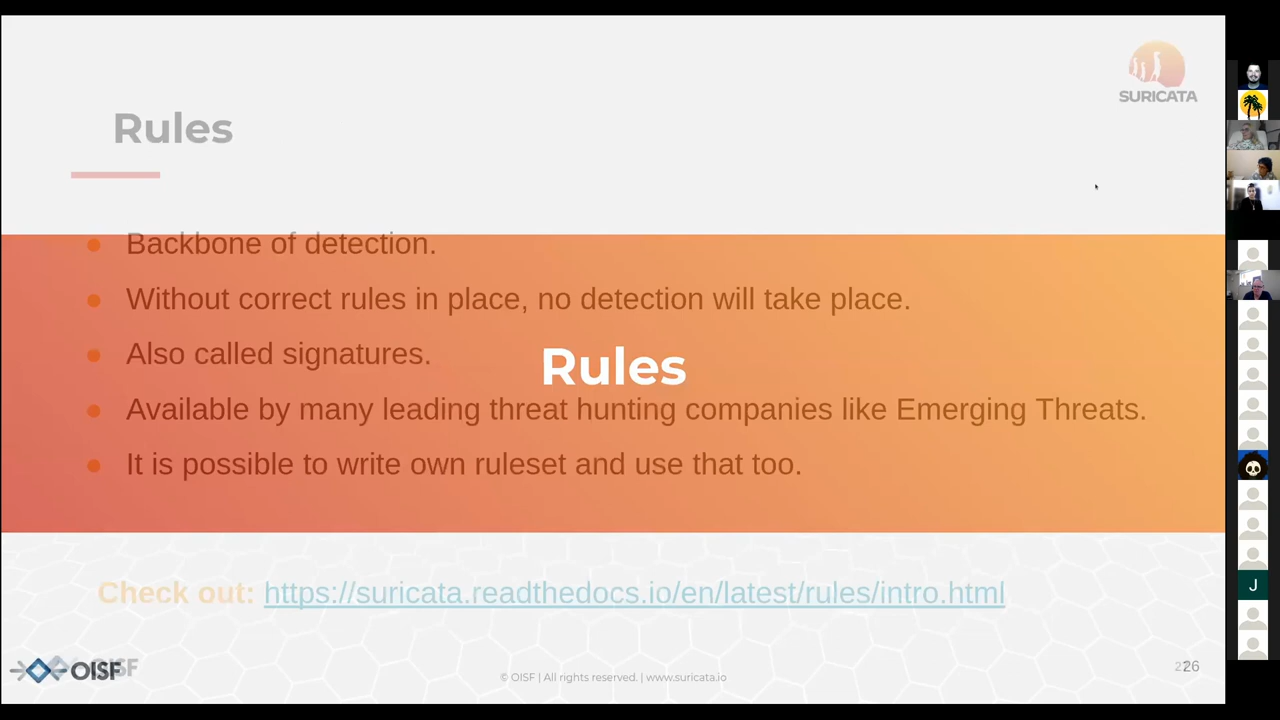 SURICATA
Rules
Backbone of detection.
Without correct rules in place, no detection will take place.
Also called signatures.
Rules
Available by many leading threat hunting companies like Emerging Threats.
It is possible to write own ruleset and use that too.
Check out: https://suricata.readthedocs.io/en/latest/rules/intro.html
OISF
© OISF | All rights reserved. | www.suricata.io
26
J